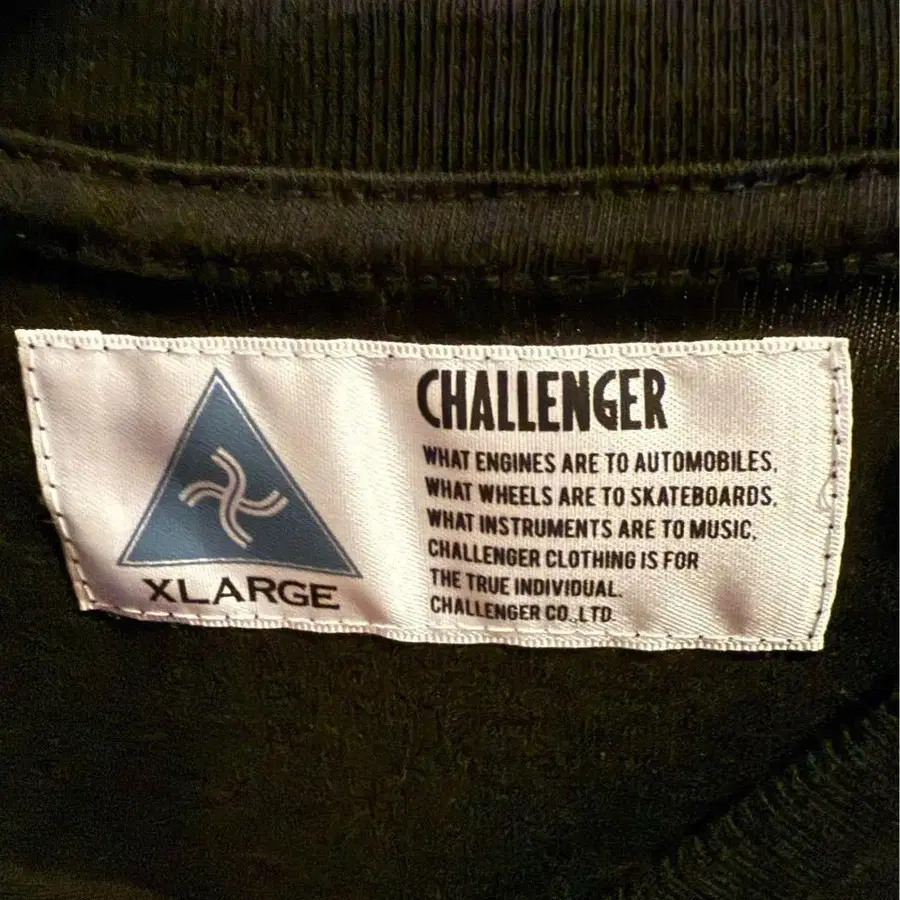 XLARGE
CHALLENGER
WHAT ENGINES ARE TO AUTOMOBILES,
WHAT WHEELS ARE TO SKATEBOARDS,
WHAT INSTRUMENTS ARE TO MUSIC,
CHALLENGER CLOTHING IS FOR
THE TRUE INDIVIDUAL.
CHALLENGER CO.,LTD.